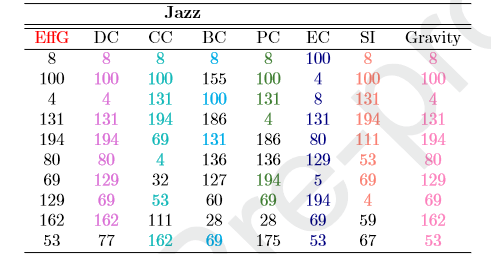 Jazz
EffG DC CC BC PC EC SI Gravity
8 8 8 8 8 100 8 8
100 100 100 155 100 4 100 100
4 4 131 100 131 8 131 4
131 131 194 186 4 131 194 131
194 194 69 131 186 80 111 194
80 80 4 136 136 129 53 80
69 129 32 127 194 5 69 129
129 69 53 60 69 194 4 69
162 162 111 28 28 69 59 162
53 77 162 69 175 53 67 53
Pre-pro